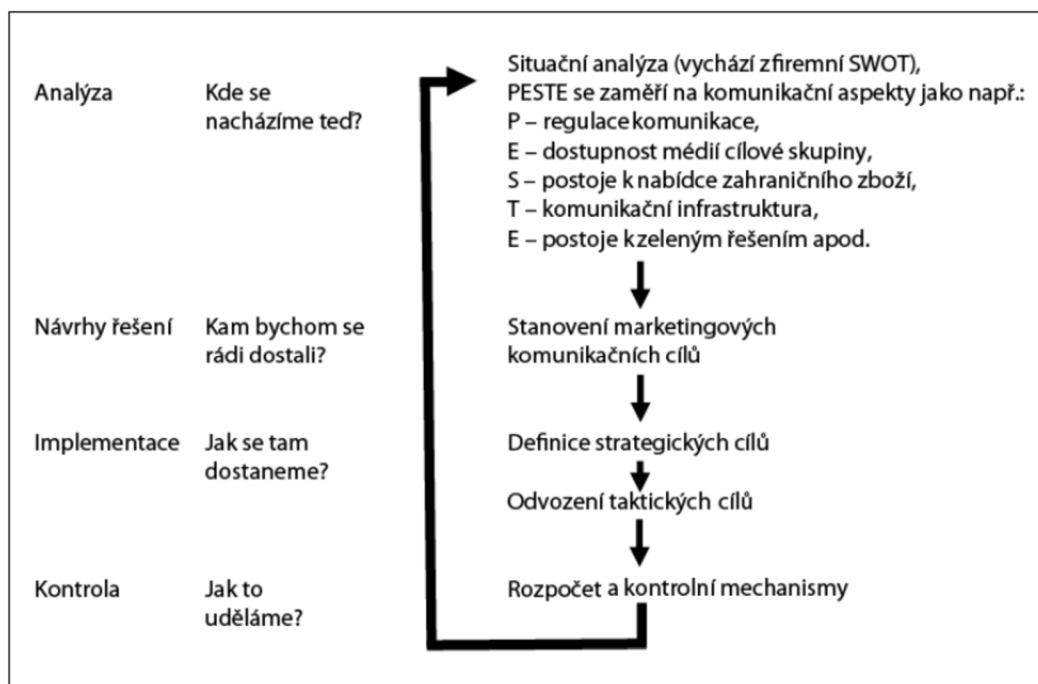 Analýza
Kde se
nacházíme teď?
Situační analýza (vychází zfiremní SWOT),
PESTE se zaměří na komunikační aspekty jako např.:
P – regulace komunikace,
E – dostupnost médií cílové skupiny,
S – postoje k nabídce zahraničního zboží,
T – komunikační infrastruktura,
E – postoje kzeleným řešením apod.
Návrhy řešení
Kam bychom se
rádi dostali?
Stanovení marketingových
komunikačních cílů
Implementace
Jak se tam
dostaneme?
Definice strategických cílů
Odvození taktických cílů
Kontrola
Jak to
uděláme?
Rozpočet a kontrolní mechanismy